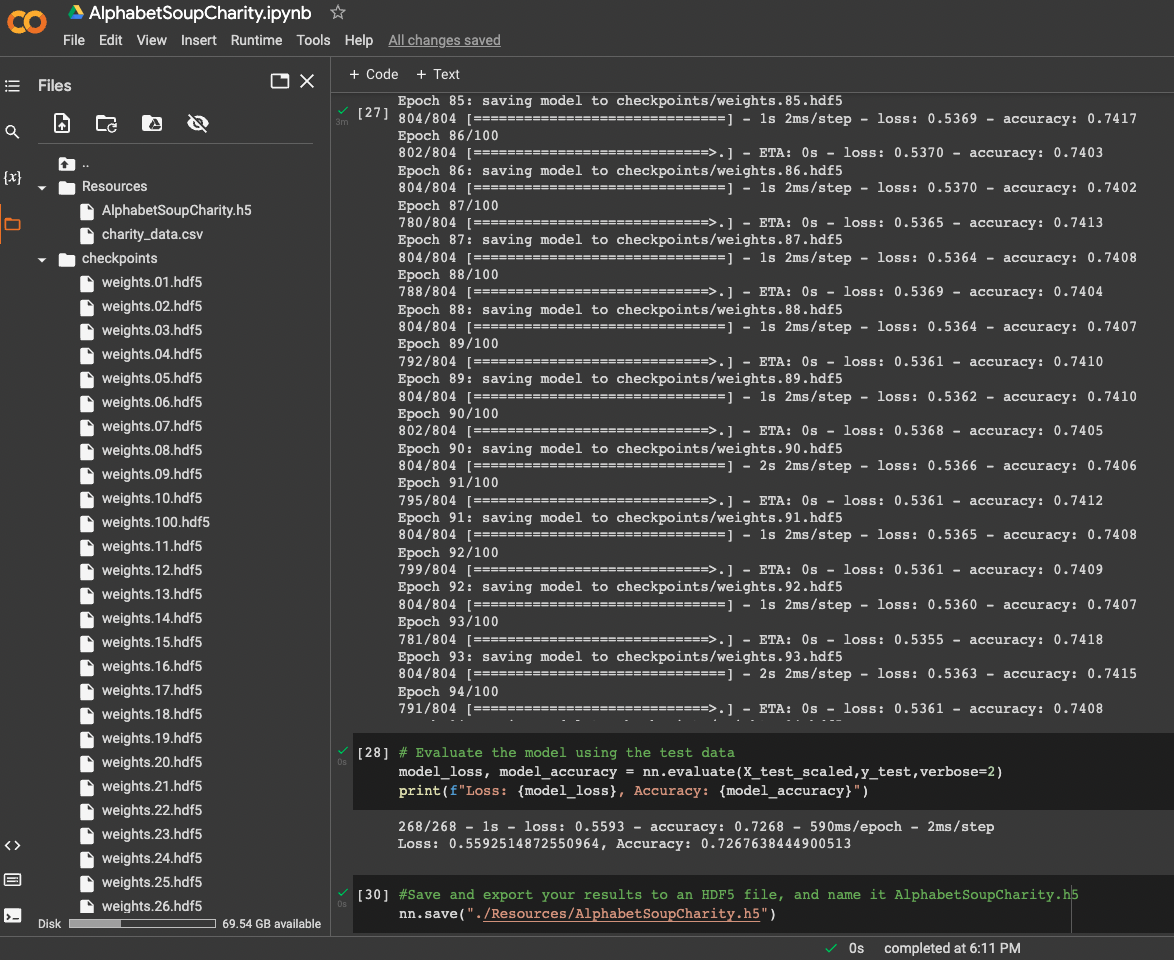 AlphabetSoupCharity.ipynb
File Edit View Insert Runtime Tools Help All changes saved
Files
+ Code + Text
..
Resources
AlphabetSoupCharity.h5
charity_data.csv
checkpoints
weights.01.hdf5
weights.02.hdf5
weights.03.hdf5
weights.04.hdf5
weights.05.hdf5
weights.06.hdf5
weights.07.hdf5
weights.08.hdf5
weights.09.hdf5
weights.10.hdf5
weights.100.hdf5
weights.11.hdf5
weights.12.hdf5
weights.13.hdf5
weights.14.hdf5
weights.15.hdf5
weights.16.hdf5
weights.17.hdf5
weights.18.hdf5
weights.19.hdf5
weights.20.hdf5
weights.21.hdf5
weights.22.hdf5
weights.23.hdf5
weights.24.hdf5
weights.25.hdf5
weights.26.hdf5
Disk 69.54 GB available
[27]
3m
Epoch 85: saving model to checkpoints/weights.85.hdf5
804/804 [==============================] - 1s 2ms/step - loss: 0.5369 - accuracy: 0.7417
Epoch 86/100
802/804 [============================>.] - ETA: 0s - loss: 0.5370 - accuracy: 0.7403
Epoch 86: saving model to checkpoints/weights.86.hdf5
804/804 [==============================] - 1s 2ms/step - loss: 0.5370 - accuracy: 0.7402
Epoch 87/100
780/804 [============================>.] - ETA: 0s - loss: 0.5365 - accuracy: 0.7413
Epoch 87: saving model to checkpoints/weights.87.hdf5
804/804 [==============================] - 1s 2ms/step - loss: 0.5364 - accuracy: 0.7408
Epoch 88/100
788/804 [============================>.] - ETA: 0s - loss: 0.5369 - accuracy: 0.7404
Epoch 88: saving model to checkpoints/weights.88.hdf5
804/804 [==============================] - 1s 2ms/step - loss: 0.5364 - accuracy: 0.7407
Epoch 89/100
792/804 [============================>.] - ETA: 0s - loss: 0.5361 - accuracy: 0.7410
Epoch 89: saving model to checkpoints/weights.89.hdf5
804/804 [==============================] - 1s 2ms/step - loss: 0.5362 - accuracy: 0.7410
Epoch 90/100
802/804 [============================>.] - ETA: 0s - loss: 0.5368 - accuracy: 0.7405
Epoch 90: saving model to checkpoints/weights.90.hdf5
804/804 [==============================] - 2s 2ms/step - loss: 0.5366 - accuracy: 0.7406
Epoch 91/100
795/804 [============================>.] - ETA: 0s - loss: 0.5361 - accuracy: 0.7412
Epoch 91: saving model to checkpoints/weights.91.hdf5
804/804 [==============================] - 1s 2ms/step - loss: 0.5365 - accuracy: 0.7408
Epoch 92/100
799/804 [============================>.] - ETA: 0s - loss: 0.5361 - accuracy: 0.7409
Epoch 92: saving model to checkpoints/weights.92.hdf5
804/804 [==============================] - 1s 2ms/step - loss: 0.5360 - accuracy: 0.7407
Epoch 93/100
781/804 [============================>.] - ETA: 0s - loss: 0.5355 - accuracy: 0.7418
Epoch 93: saving model to checkpoints/weights.93.hdf5
804/804 [==============================] - 2s 2ms/step - loss: 0.5363 - accuracy: 0.7415
Epoch 94/100
791/804 [============================>.] - ETA: 0s - loss: 0.5361 - accuracy: 0.7408
[28] # Evaluate the model using the test data
0s
model_loss, model_accuracy = nn.evaluate(X_test_scaled,y_test,verbose=2)
print(f"Loss: {model_loss}, Accuracy: {model_accuracy}")
268/268 - 1s - loss: 0.5593 - accuracy: 0.7268 - 590ms/epoch - 2ms/step
Loss: 0.5592514872550964, Accuracy: 0.7267638444900513
[30] #Save and export your results to an HDF5 file, and name it AlphabetSoupCharity.h5
0s
nn.save("./Resources/AlphabetSoupCharity.h5")
0s completed at 6:11 PM